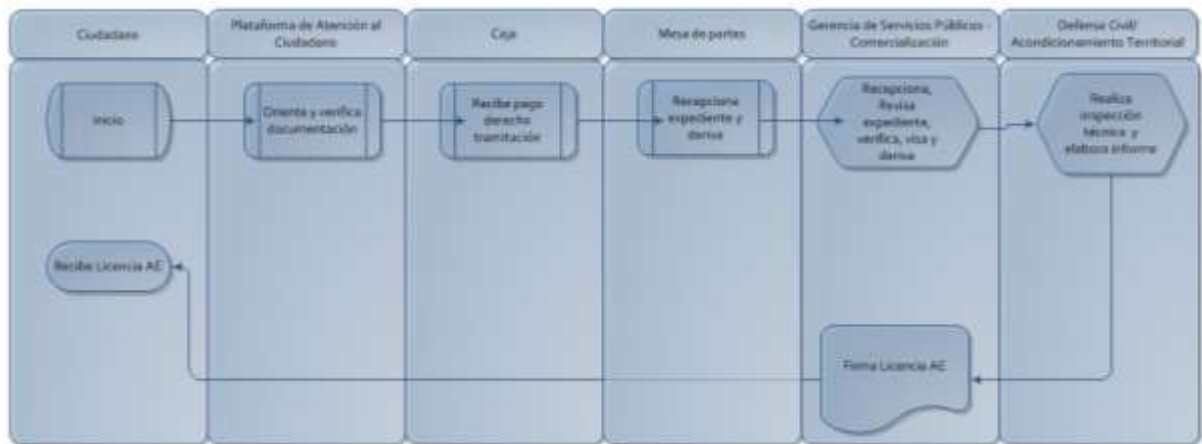 Ciudadano
Plataforma de Atención al
Ciudadano
Caja
Mesa de partes
Gerencia de Servicios Públicos -
Comercialización
Defensa Civil/
Acondicionamiento Territorial
Inicio
Orienta y verifica
documentación
Recibe pago
derecho
tramitación
Recepciona
expediente y
deriva
Recepciona,
Revisa
expediente,
verifica, visa y
deriva
Realiza
inspección
técnica y
elabora informe
Recibe Licencia AE
Firma Licencia AE